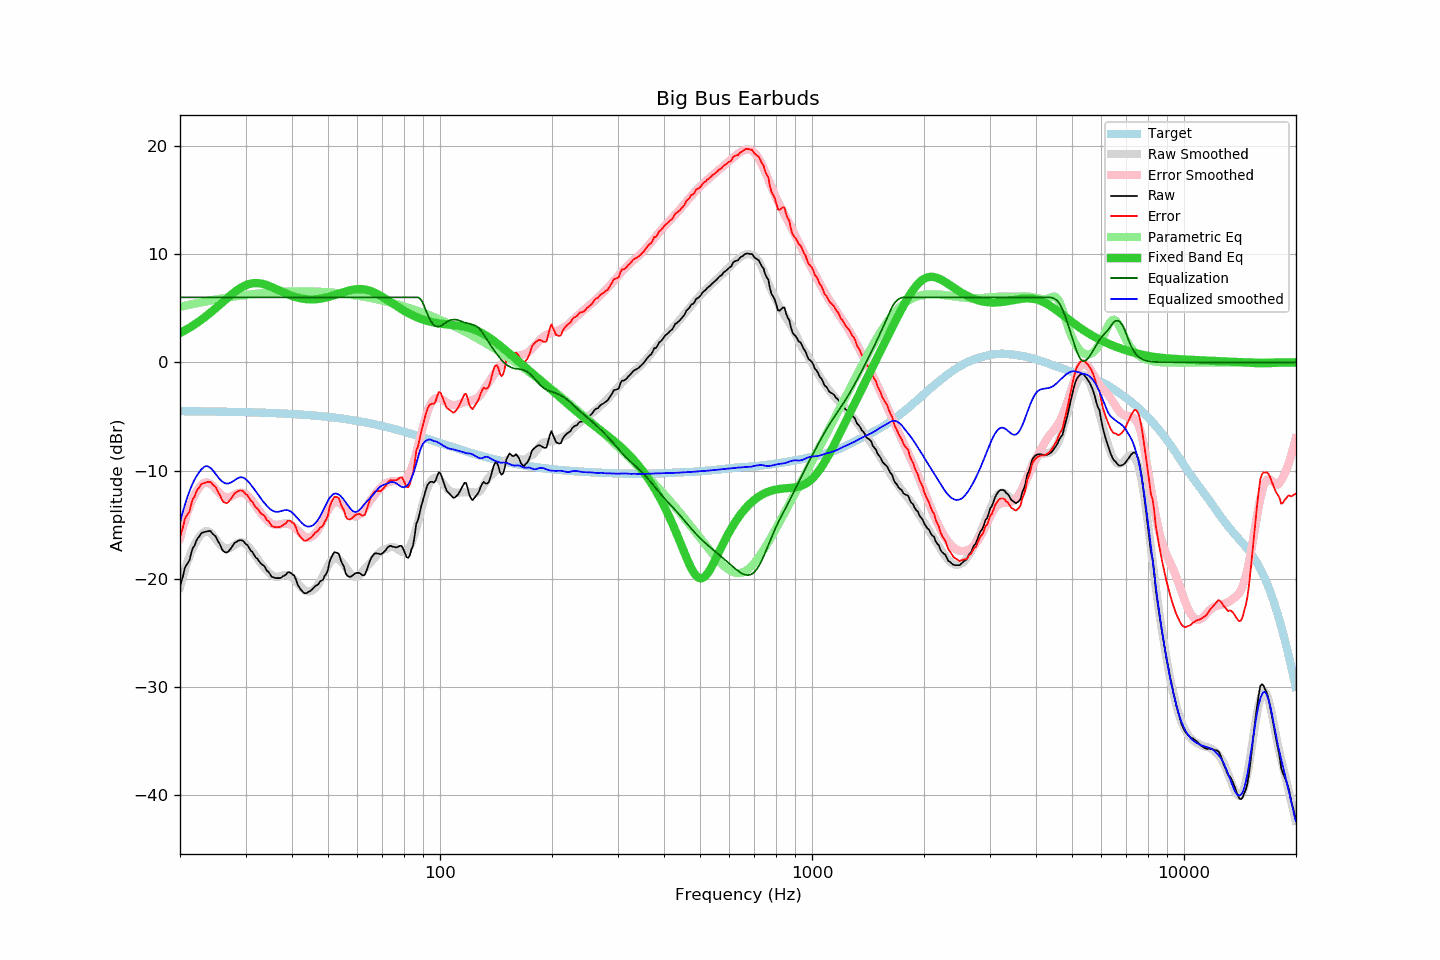 Big Bus Earbuds
Target
Raw Smoothed
Error Smoothed
Raw
Error
Parametric Eq
Fixed Band Eq
Equalization
Equalized smoothed
20
10
0
−10
−20
−30
−40
Amplitude (dBr)
100
1000
10000
Frequency (Hz)